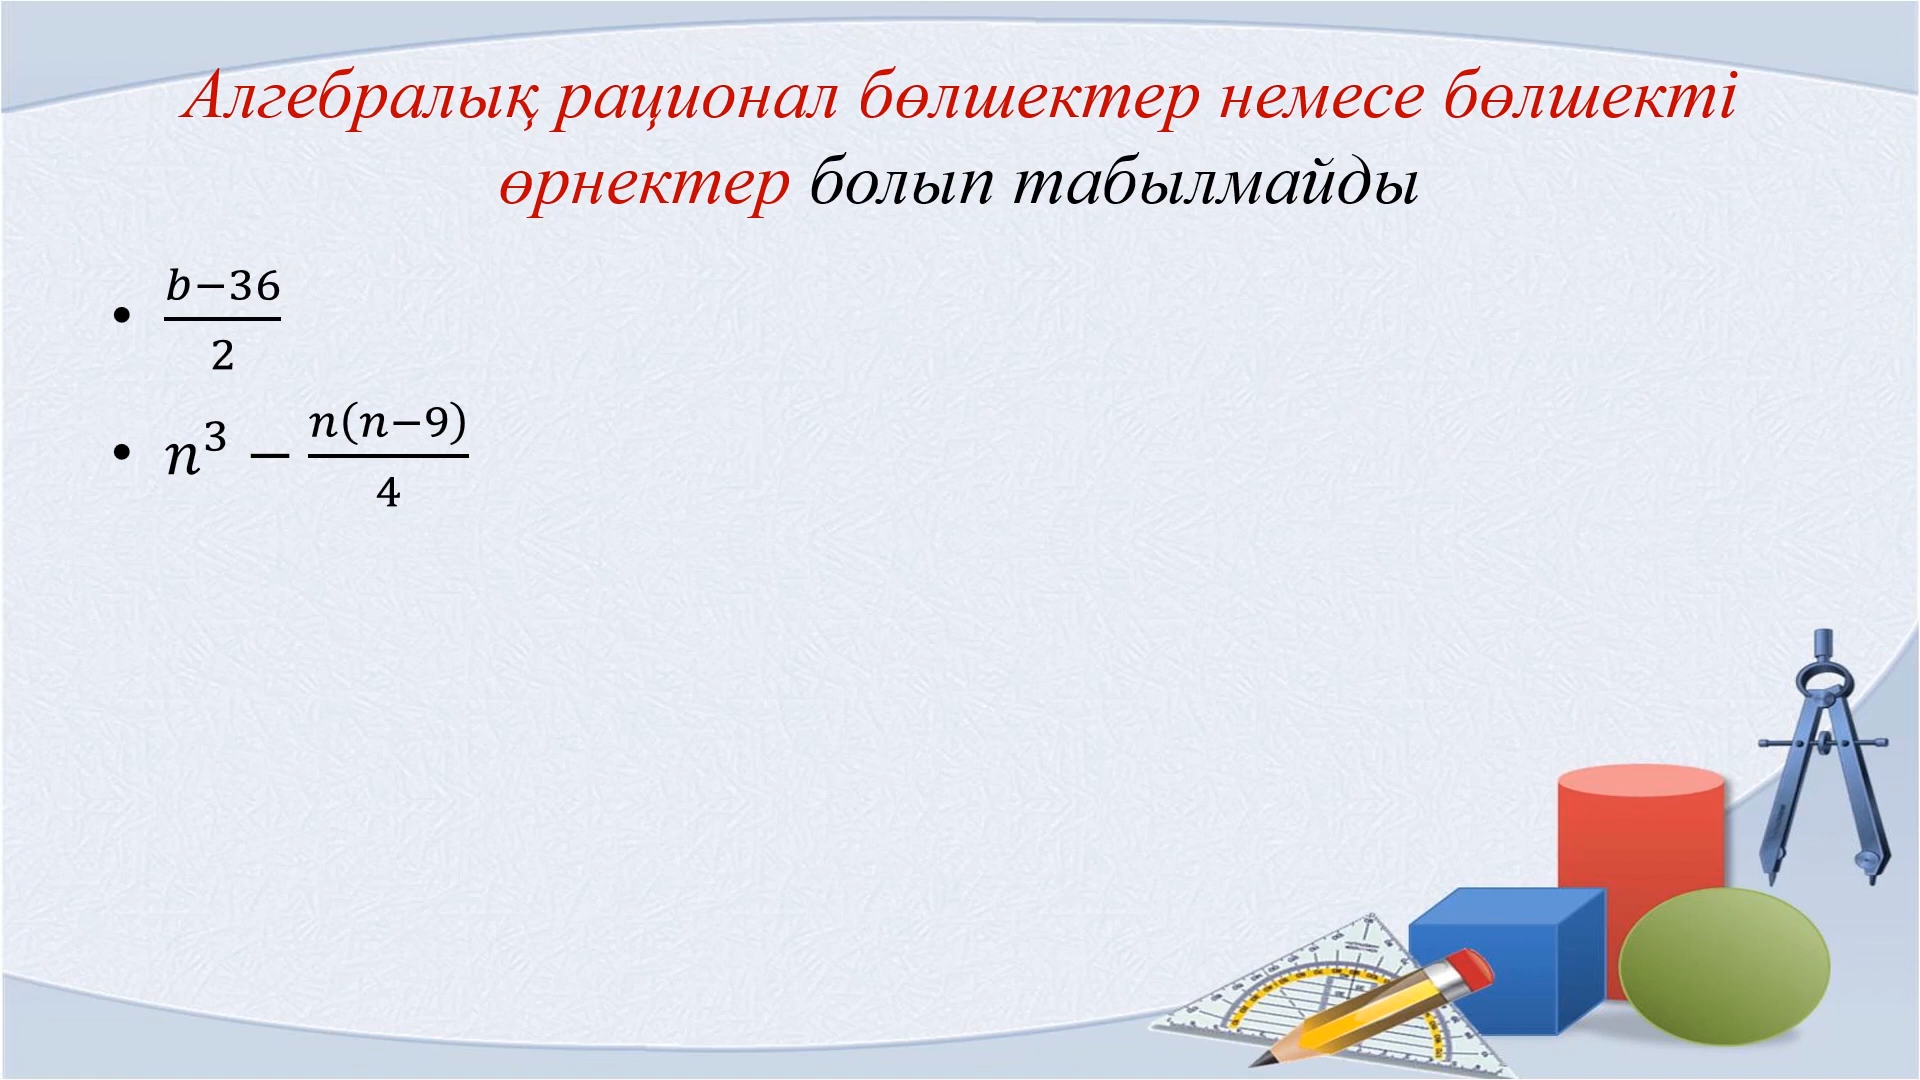 Алгебралық рационал бөлшектер немесе бөлшекті
өрнектер болып табылмайды
• (b−36)/2
• n³ − n(n−9)/4